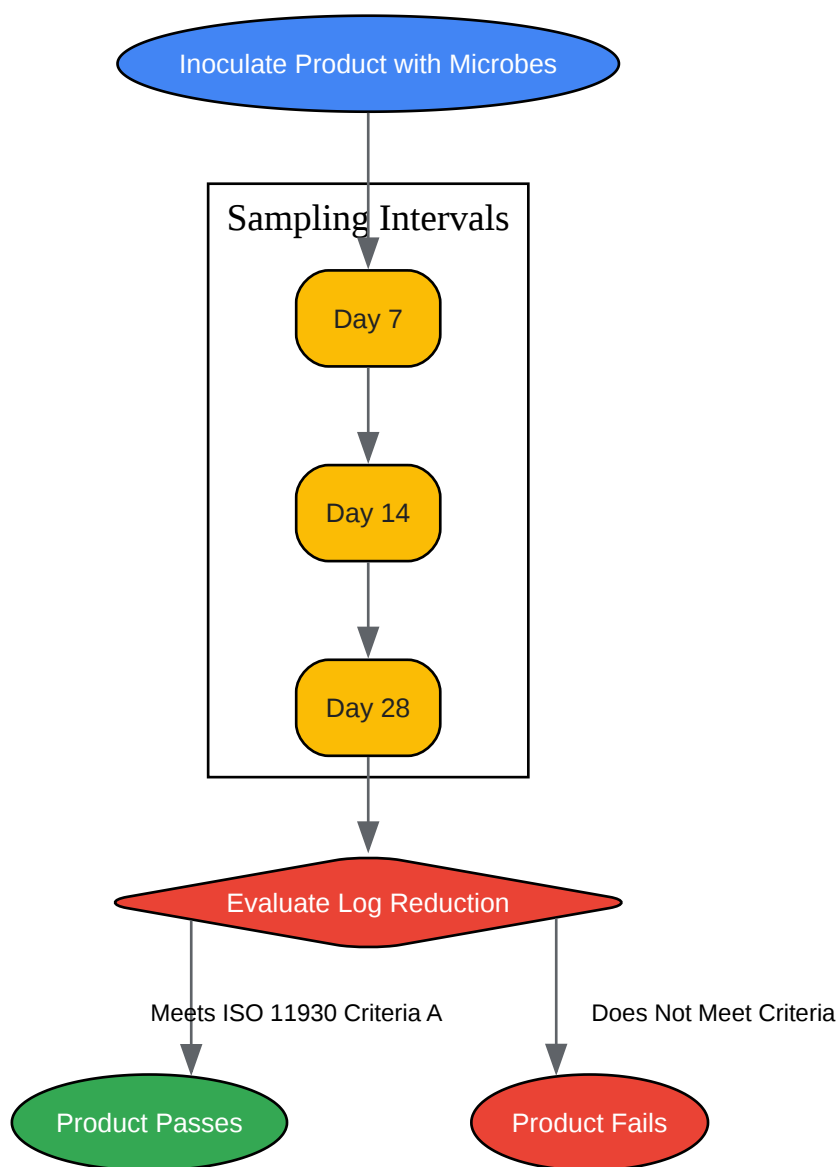 Inoculate Product with Microbes
Sampling Intervals
Day 7
Day 14
Day 28
Evaluate Log Reduction
Meets ISO 11930 Criteria A
Does Not Meet Criteria
Product Passes
Product Fails